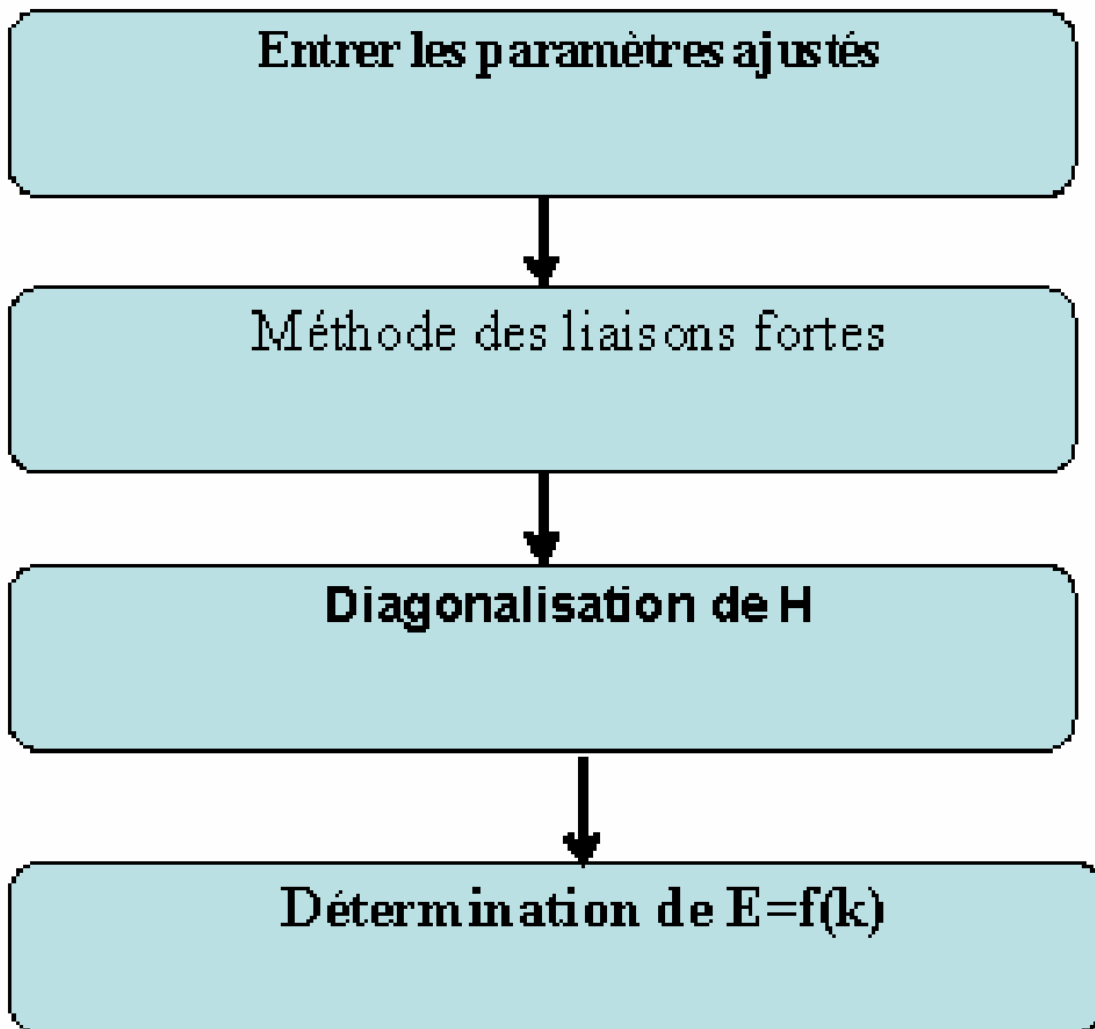 Entrer les paramètres ajustés
Méthode des liaisons fortes
Diagonalisation de H
Détermination de E=f(k)